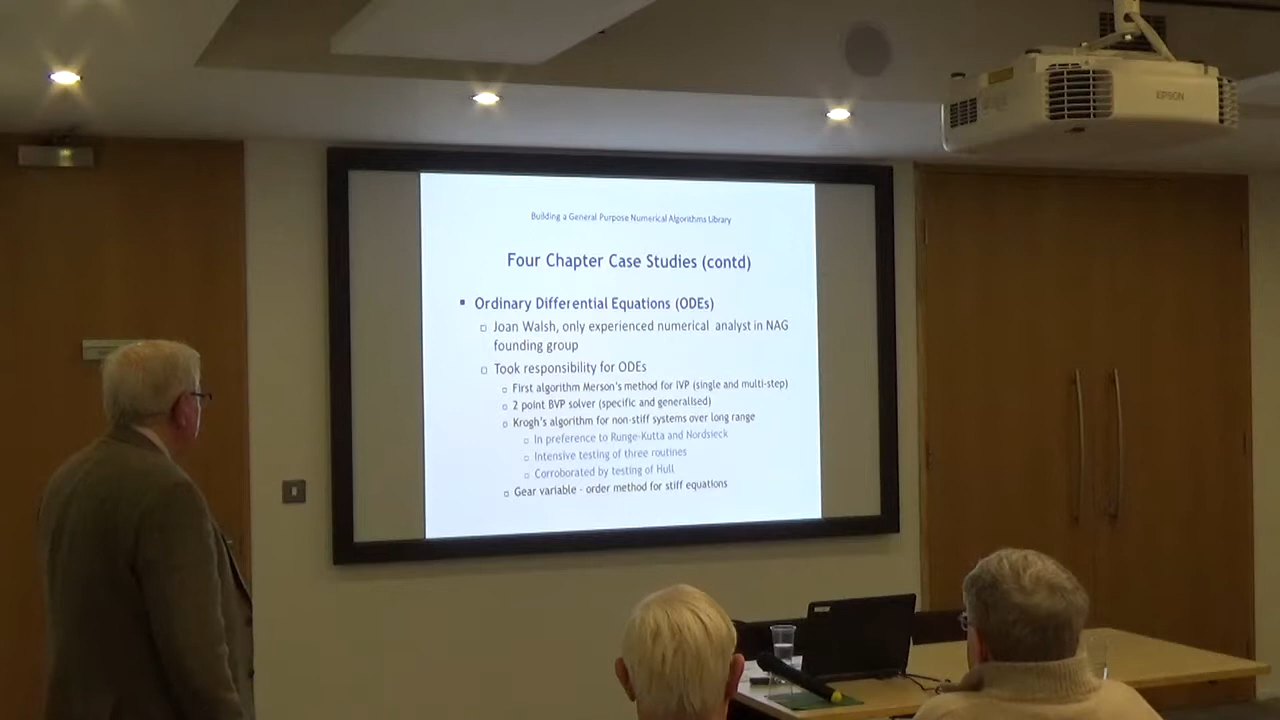 EPSON
Building a General Purpose Numerical Algorithms Library
Four Chapter Case Studies (contd)
Ordinary Differential Equations (ODEs)
Joan Walsh, only experienced numerical analyst in NAG
founding group
Took responsibility for ODEs
First algorithm Merson's method for IVP (single and multi-step)
2 point BVP solver (specific and generalised)
Krogh's algorithm for non-stiff systems over long range
In preference to Runge-Kutta and Nordsieck
Intensive testing of three routines
Corroborated by testing of Hull
Gear variable - order method for stiff equations